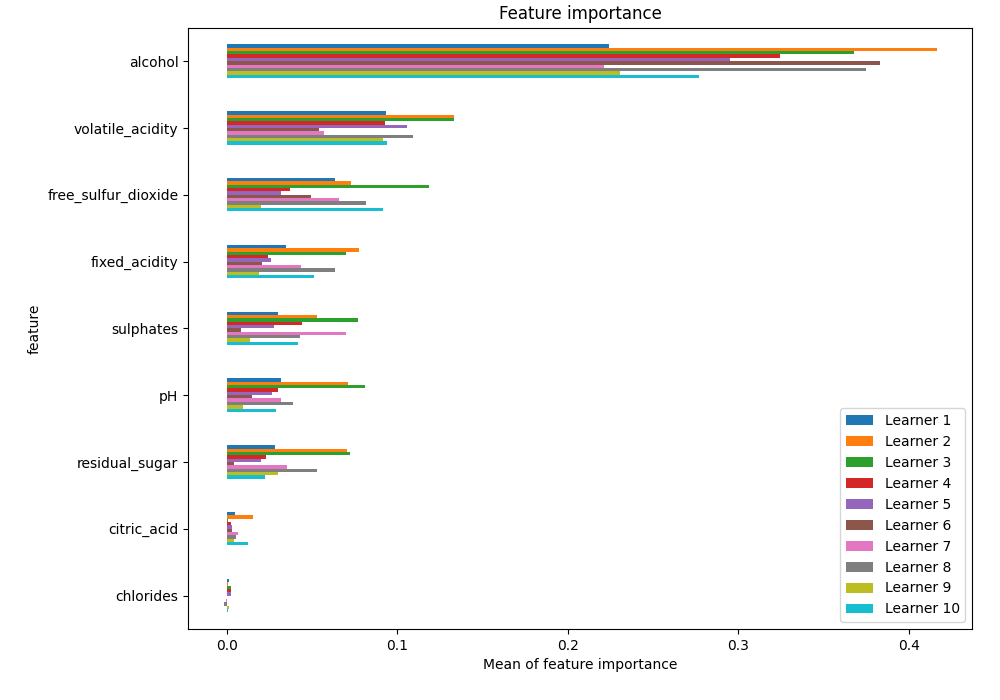 Feature importance
alcohol
volatile_acidity
free_sulfur_dioxide
fixed_acidity
sulphates
pH
residual_sugar
citric_acid
chlorides
feature
Learner 1
Learner 2
Learner 3
Learner 4
Learner 5
Learner 6
Learner 7
Learner 8
Learner 9
Learner 10
0.0 0.1 0.2 0.3 0.4
Mean of feature importance